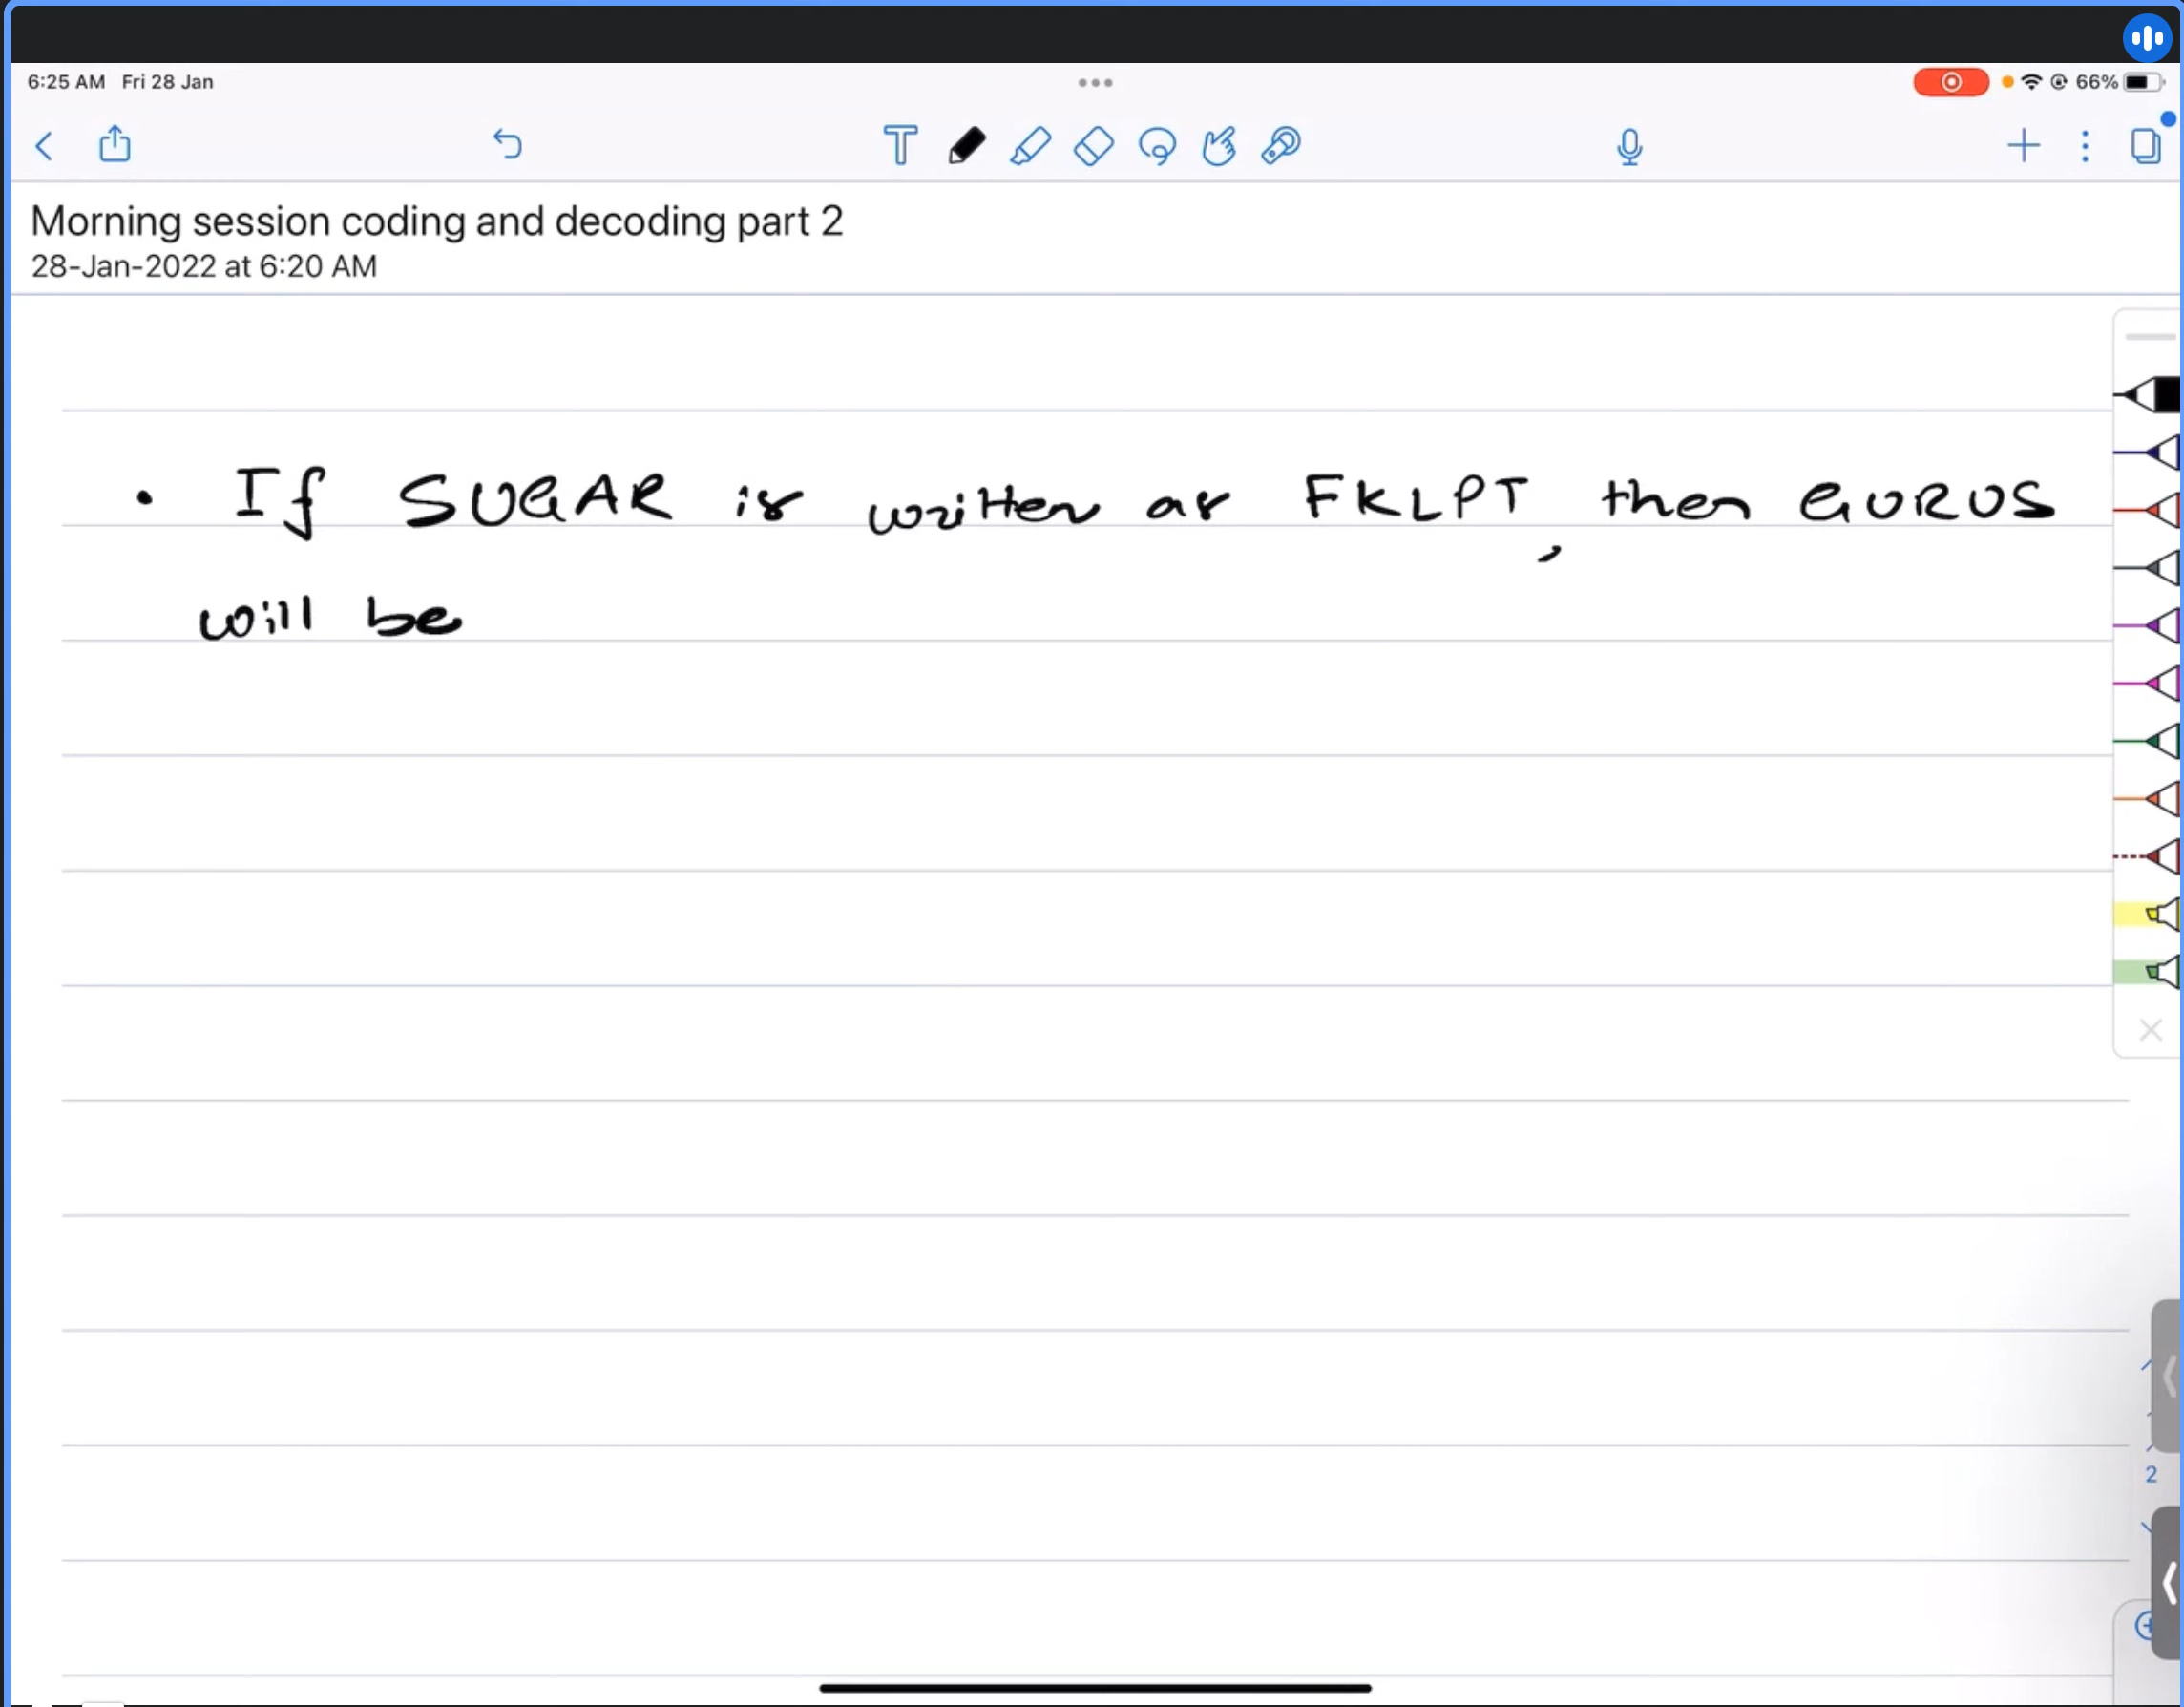 6:25 AM Fri 28 Jan
66%
Morning session coding and decoding part 2
28-Jan-2022 at 6:20 AM
• If SUGAR is written as FKLPT, then GURUS
will be
2